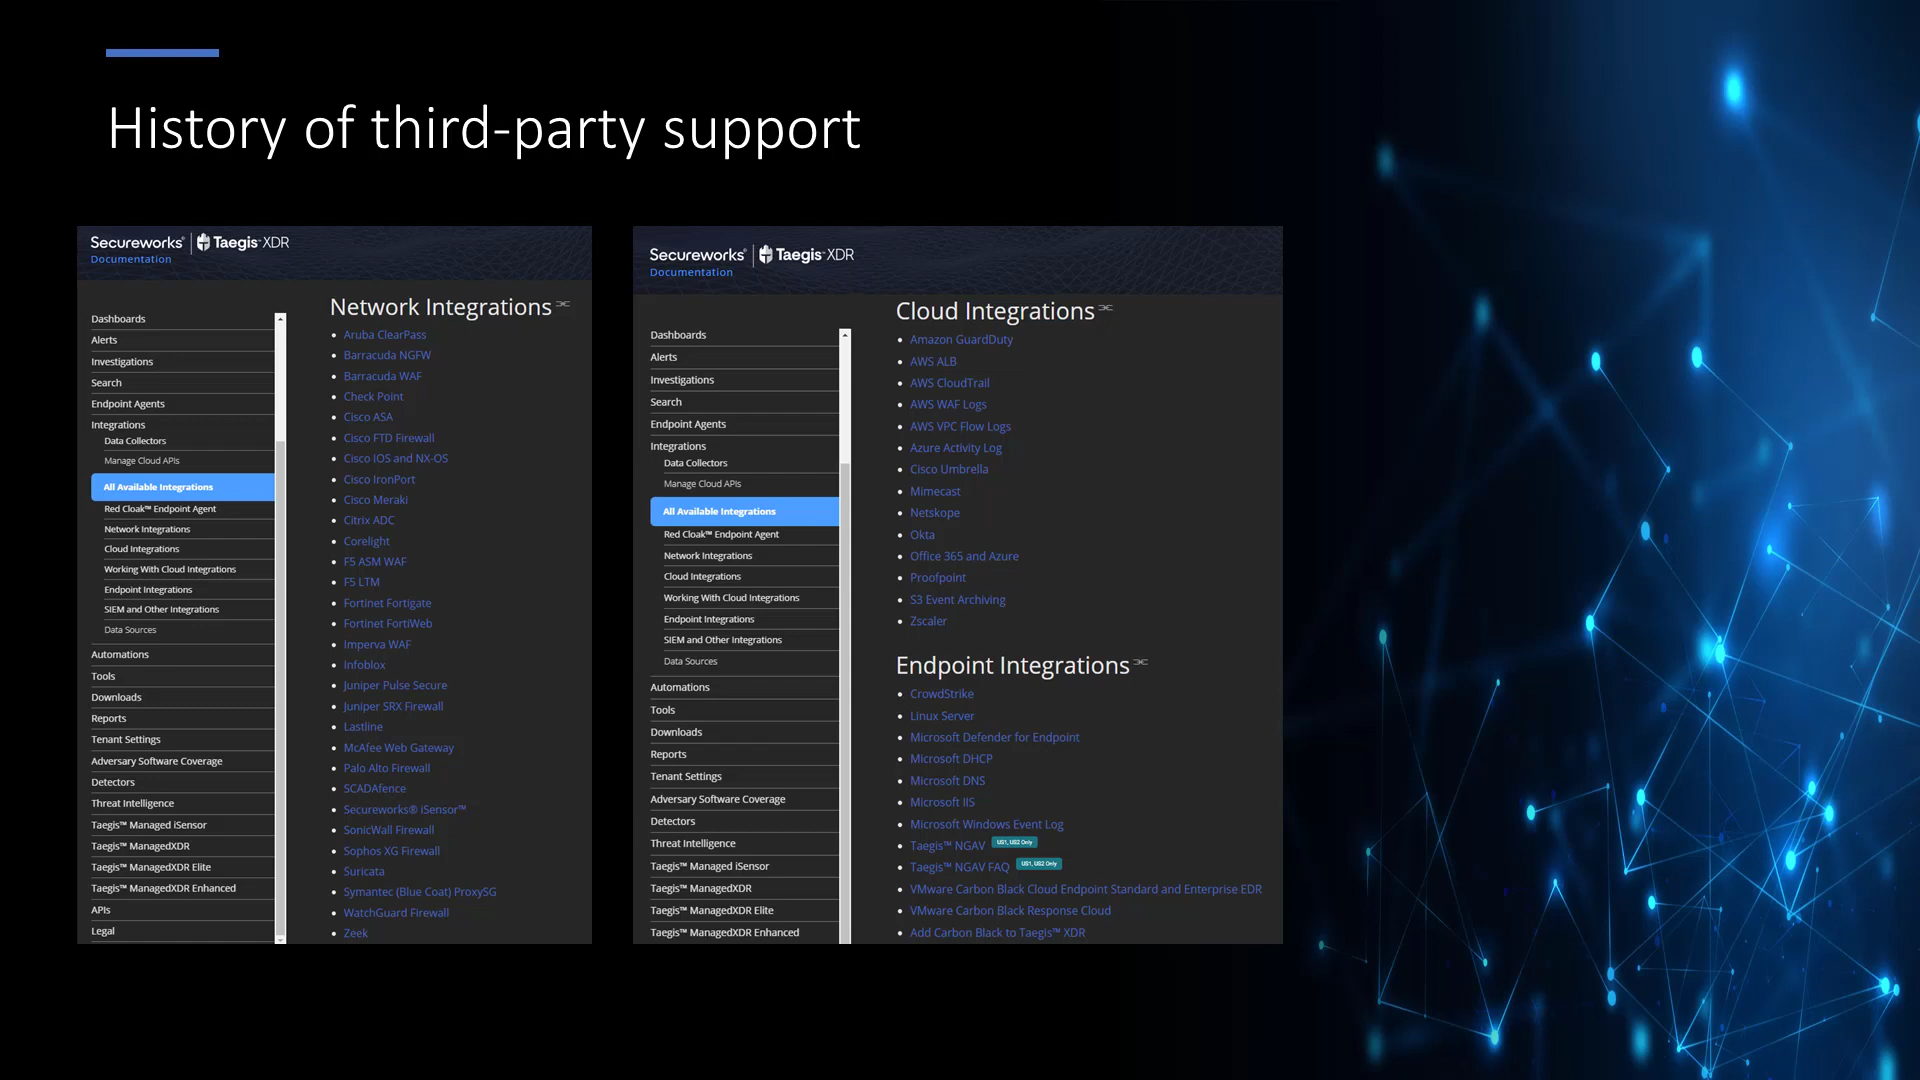 History of third-party support
Secureworks® | Taegis™ XDR
Documentation
Dashboards
Alerts
Investigations
Search
Endpoint Agents
Integrations
Data Collectors
Manage Cloud APIs
All Available Integrations
Red Cloak™ Endpoint Agent
Network Integrations
Cloud Integrations
Working With Cloud Integrations
Endpoint Integrations
SIEM and Other Integrations
Data Sources
Automations
Tools
Downloads
Reports
Tenant Settings
Adversary Software Coverage
Detectors
Threat Intelligence
Taegis™ Managed iSensor
Taegis™ ManagedXDR
Taegis™ ManagedXDR Elite
Taegis™ ManagedXDR Enhanced
APIs
Legal
Network Integrations
Aruba ClearPass
Barracuda NGFW
Barracuda WAF
Check Point
Cisco ASA
Cisco FTD Firewall
Cisco IOS and NX-OS
Cisco IronPort
Cisco Meraki
Citrix ADC
Corelight
F5 ASM WAF
F5 LTM
Fortinet Fortigate
Fortinet FortiWeb
Imperva WAF
Infoblox
Juniper Pulse Secure
Juniper SRX Firewall
Lastline
McAfee Web Gateway
Palo Alto Firewall
SCADAfence
Secureworks® iSensor™
SonicWall Firewall
Sophos XG Firewall
Suricata
Symantec (Blue Coat) ProxySG
WatchGuard Firewall
Zeek
Secureworks® | Taegis™ XDR
Documentation
Dashboards
Alerts
Investigations
Search
Endpoint Agents
Integrations
Data Collectors
Manage Cloud APIs
All Available Integrations
Red Cloak™ Endpoint Agent
Network Integrations
Cloud Integrations
Working With Cloud Integrations
Endpoint Integrations
SIEM and Other Integrations
Data Sources
Automations
Tools
Downloads
Reports
Tenant Settings
Adversary Software Coverage
Detectors
Threat Intelligence
Taegis™ Managed iSensor
Taegis™ ManagedXDR
Taegis™ ManagedXDR Elite
Taegis™ ManagedXDR Enhanced
Cloud Integrations
Amazon GuardDuty
AWS ALB
AWS CloudTrail
AWS WAF Logs
AWS VPC Flow Logs
Azure Activity Log
Cisco Umbrella
Mimecast
Netskope
Okta
Office 365 and Azure
Proofpoint
S3 Event Archiving
Zscaler
Endpoint Integrations
CrowdStrike
Linux Server
Microsoft Defender for Endpoint
Microsoft DHCP
Microsoft DNS
Microsoft IIS
Microsoft Windows Event Log
Taegis™ NGAV US1, US2 Only
Taegis™ NGAV FAQ US1, US2 Only
VMware Carbon Black Cloud Endpoint Standard and Enterprise EDR
VMware Carbon Black Response Cloud
Add Carbon Black to Taegis™ XDR